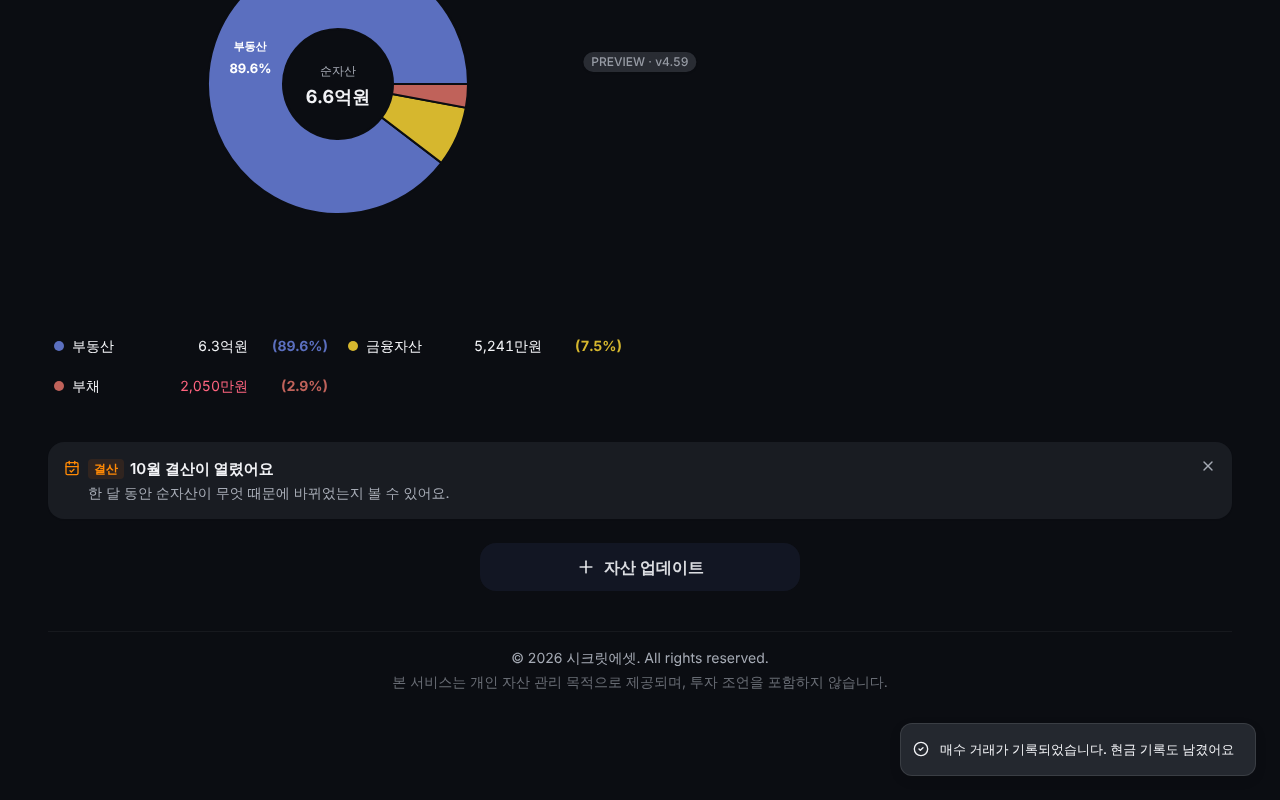 부동산
89.6%
순자산
6.6억원
PREVIEW · v4.59
부동산 6.3억원 (89.6%) 금융자산 5,241만원 (7.5%)
부채 2,050만원 (2.9%)
결산 10월 결산이 열렸어요
한 달 동안 순자산이 무엇 때문에 바뀌었는지 볼 수 있어요.
자산 업데이트
© 2026 시크릿에셋. All rights reserved.
본 서비스는 개인 자산 관리 목적으로 제공되며, 투자 조언을 포함하지 않습니다.
매수 거래가 기록되었습니다. 현금 기록도 남겼어요